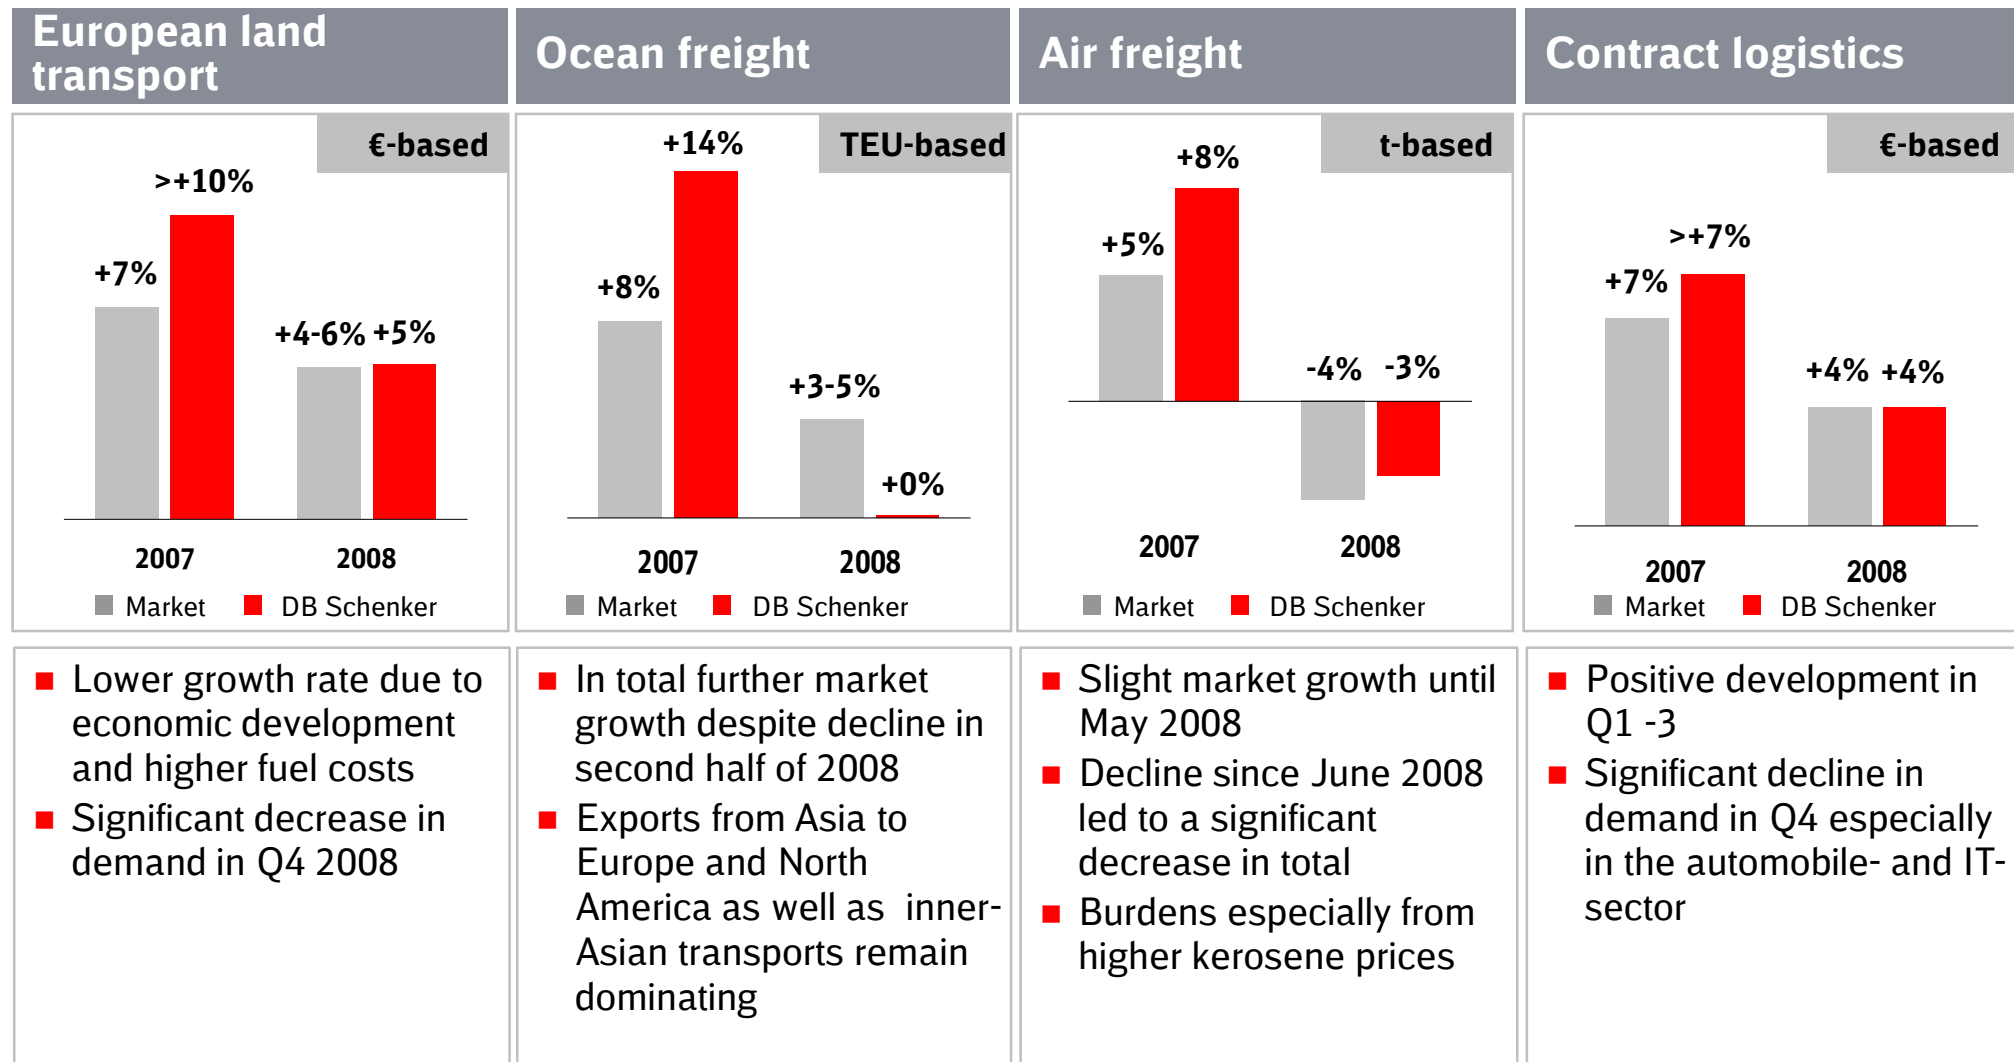 European land
transport
€-based
>+10%
+7%
+4-6% +5%
2007 2008
Market DB Schenker
Lower growth rate due to
economic development
and higher fuel costs
Significant decrease in
demand in Q4 2008
Ocean freight
TEU-based
+14%
+8%
+3-5%
+0%
2007 2008
Market DB Schenker
In total further market
growth despite decline in
second half of 2008
Exports from Asia to
Europe and North
America as well as inner-
Asian transports remain
dominating
Air freight
t-based
+8%
+5%
-4% -3%
2007 2008
Market DB Schenker
Slight market growth until
May 2008
Decline since June 2008
led to a significant
decrease in total
Burdens especially from
higher kerosene prices
Contract logistics
€-based
>+7%
+7%
+4% +4%
2007 2008
Market DB Schenker
Positive development in
Q1 -3
Significant decline in
demand in Q4 especially
in the automobile- and IT-
sector